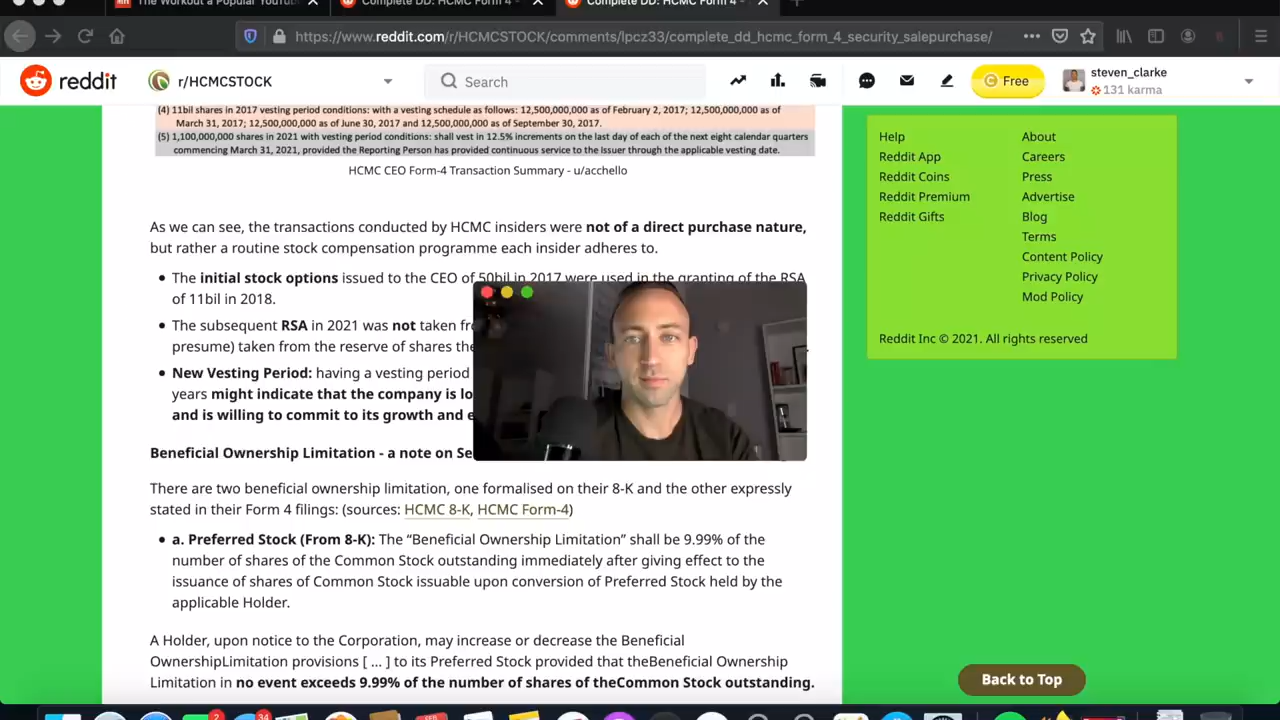 The Workout a Popular YouTub
Complete DD: HCMC Form 4 -
Complete DD: HCMC Form 4 -
https://www.reddit.com/r/HCMCSTOCK/comments/lpcz33/complete_dd_hcmc_form_4_security_salepurchase/
reddit
r/HCMCSTOCK
Search
Free
steven_clarke
131 karma
(4) 11bil shares in 2017 vesting period conditions: with a vesting schedule as follows: 12,500,000,000 as of February 2, 2017; 12,500,000,000 as of
March 31, 2017; 12,500,000,000 as of June 30, 2017 and 12,500,000,000 as of September 30, 2017.
(5) 1,100,000,000 shares in 2021 with vesting period conditions: shall vest in 12.5% increments on the last day of each of the next eight calendar quarters
commencing March 31, 2021, provided the Reporting Person has provided continuous service to the Issuer through the applicable vesting date.
HCMC CEO Form-4 Transaction Summary - u/acchello
As we can see, the transactions conducted by HCMC insiders were not of a direct purchase nature,
but rather a routine stock compensation programme each insider adheres to.
The initial stock options issued to the CEO of 50bil in 2017 were used in the granting of the RSA
of 11bil in 2018.
The subsequent RSA in 2021 was not taken fr
presume) taken from the reserve of shares the
New Vesting Period: having a vesting period
years might indicate that the company is lo
and is willing to commit to its growth and e
Beneficial Ownership Limitation - a note on Se
There are two beneficial ownership limitation, one formalised on their 8-K and the other expressly
stated in their Form 4 filings: (sources: HCMC 8-K, HCMC Form-4)
a. Preferred Stock (From 8-K): The “Beneficial Ownership Limitation” shall be 9.99% of the
number of shares of the Common Stock outstanding immediately after giving effect to the
issuance of shares of Common Stock issuable upon conversion of Preferred Stock held by the
applicable Holder.
A Holder, upon notice to the Corporation, may increase or decrease the Beneficial
OwnershipLimitation provisions [ ... ] to its Preferred Stock provided that theBeneficial Ownership
Limitation in no event exceeds 9.99% of the number of shares of theCommon Stock outstanding.
Help
About
Reddit App
Careers
Reddit Coins
Press
Reddit Premium
Advertise
Reddit Gifts
Blog
Terms
Content Policy
Privacy Policy
Mod Policy
Reddit Inc © 2021. All rights reserved
Back to Top
2
34
FEB